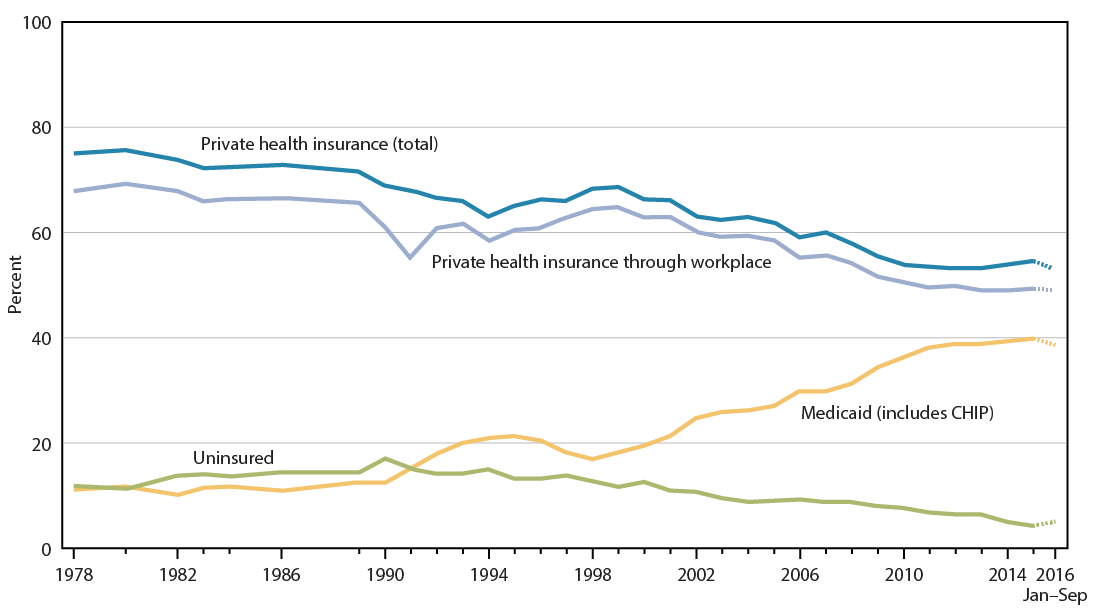 100
80
60
40
20
0
Percent
Private health insurance (total)
Private health insurance through workplace
Medicaid (includes CHIP)
Uninsured
1978 1982 1986 1990 1994 1998 2002 2006 2010 2014 2016
Jan–Sep